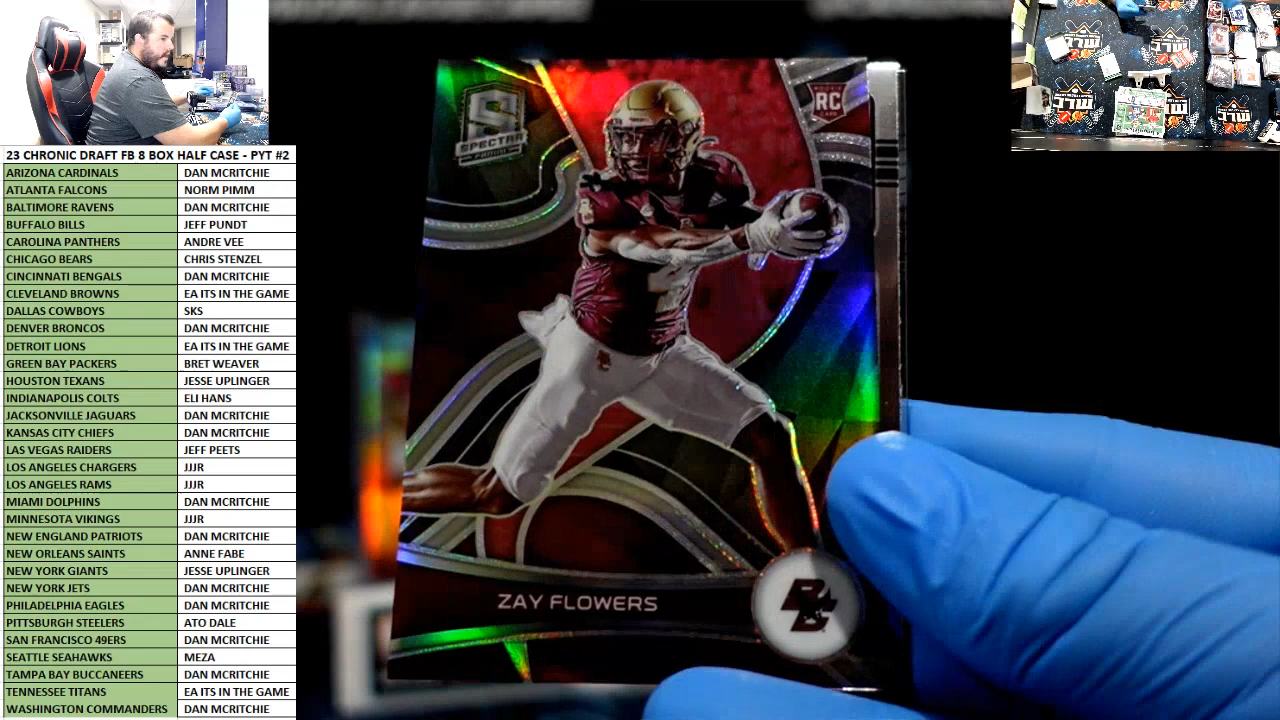 23 CHRONIC DRAFT FB 8 BOX HALF CASE - PYT #2
ARIZONA CARDINALS DAN MCRITCHIE
ATLANTA FALCONS NORM PIMM
BALTIMORE RAVENS DAN MCRITCHIE
BUFFALO BILLS JEFF PUNDT
CAROLINA PANTHERS ANDRE VEE
CHICAGO BEARS CHRIS STENZEL
CINCINNATI BENGALS DAN MCRITCHIE
CLEVELAND BROWNS EA ITS IN THE GAME
DALLAS COWBOYS SKS
DENVER BRONCOS DAN MCRITCHIE
DETROIT LIONS EA ITS IN THE GAME
GREEN BAY PACKERS BRET WEAVER
HOUSTON TEXANS JESSE UPLINGER
INDIANAPOLIS COLTS ELI HANS
JACKSONVILLE JAGUARS DAN MCRITCHIE
KANSAS CITY CHIEFS DAN MCRITCHIE
LAS VEGAS RAIDERS JEFF PEETS
LOS ANGELES CHARGERS JJJR
LOS ANGELES RAMS JJJR
MIAMI DOLPHINS DAN MCRITCHIE
MINNESOTA VIKINGS JJJR
NEW ENGLAND PATRIOTS DAN MCRITCHIE
NEW ORLEANS SAINTS ANNE FABE
NEW YORK GIANTS JESSE UPLINGER
NEW YORK JETS DAN MCRITCHIE
PHILADELPHIA EAGLES DAN MCRITCHIE
PITTSBURGH STEELERS ATO DALE
SAN FRANCISCO 49ERS DAN MCRITCHIE
SEATTLE SEAHAWKS MEZA
TAMPA BAY BUCCANEERS DAN MCRITCHIE
TENNESSEE TITANS EA ITS IN THE GAME
WASHINGTON COMMANDERS DAN MCRITCHIE
S
SPECTRA
PANINI
ROOKIE
RC
CARD
4
ZAY FLOWERS
BC